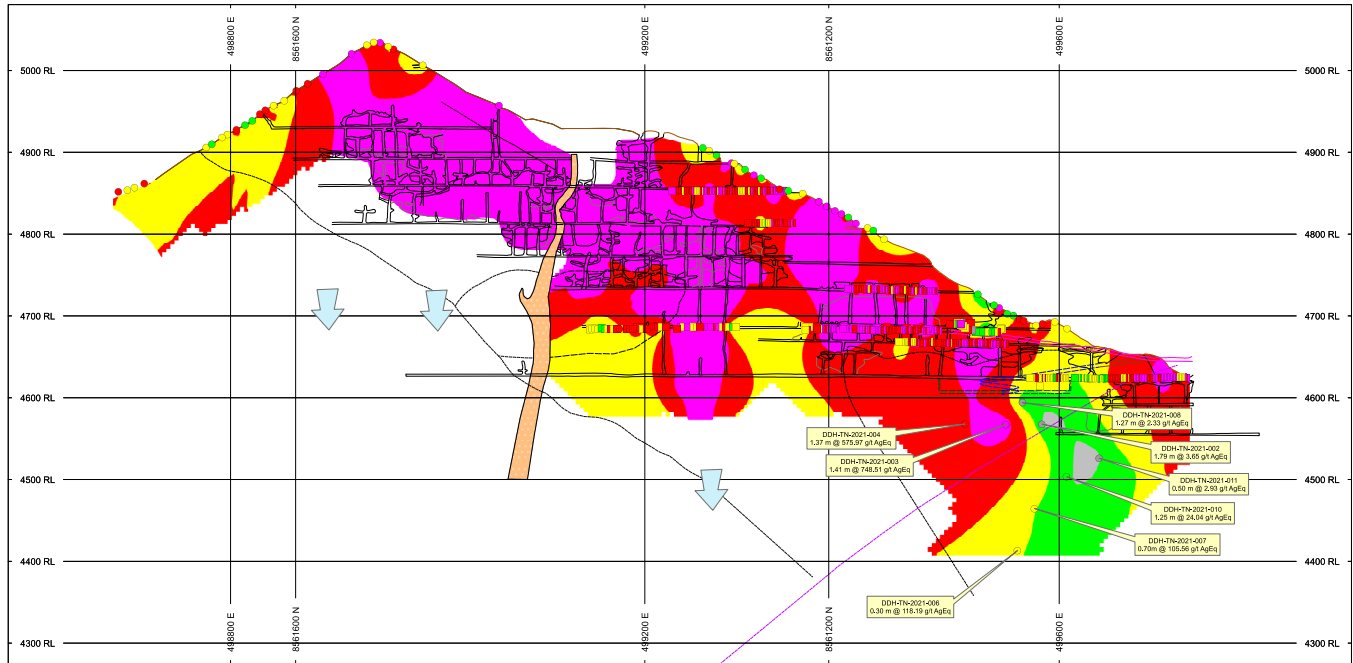 498800 E
8561600 N
499200 E
8561200 N
499600 E
5000 RL
5000 RL
4900 RL
4900 RL
4800 RL
4800 RL
4700 RL
4700 RL
4600 RL
4600 RL
DDH-TN-2021-008
1.27 m @ 2.33 g/t AgEq
DDH-TN-2021-004
1.37 m @ 575.97 g/t AgEq
DDH-TN-2021-002
1.79 m @ 3.65 g/t AgEq
DDH-TN-2021-003
1.41 m @ 748.51 g/t AgEq
DDH-TN-2021-011
0.50 m @ 2.93 g/t AgEq
4500 RL
4500 RL
DDH-TN-2021-010
1.25 m @ 24.04 g/t AgEq
DDH-TN-2021-007
0.70m @ 105.56 g/t AgEq
4400 RL
4400 RL
DDH-TN-2021-006
0.30 m @ 118.19 g/t AgEq
498800 E
8561600 N
499200 E
8561200 N
499600 E
4300 RL
4300 RL